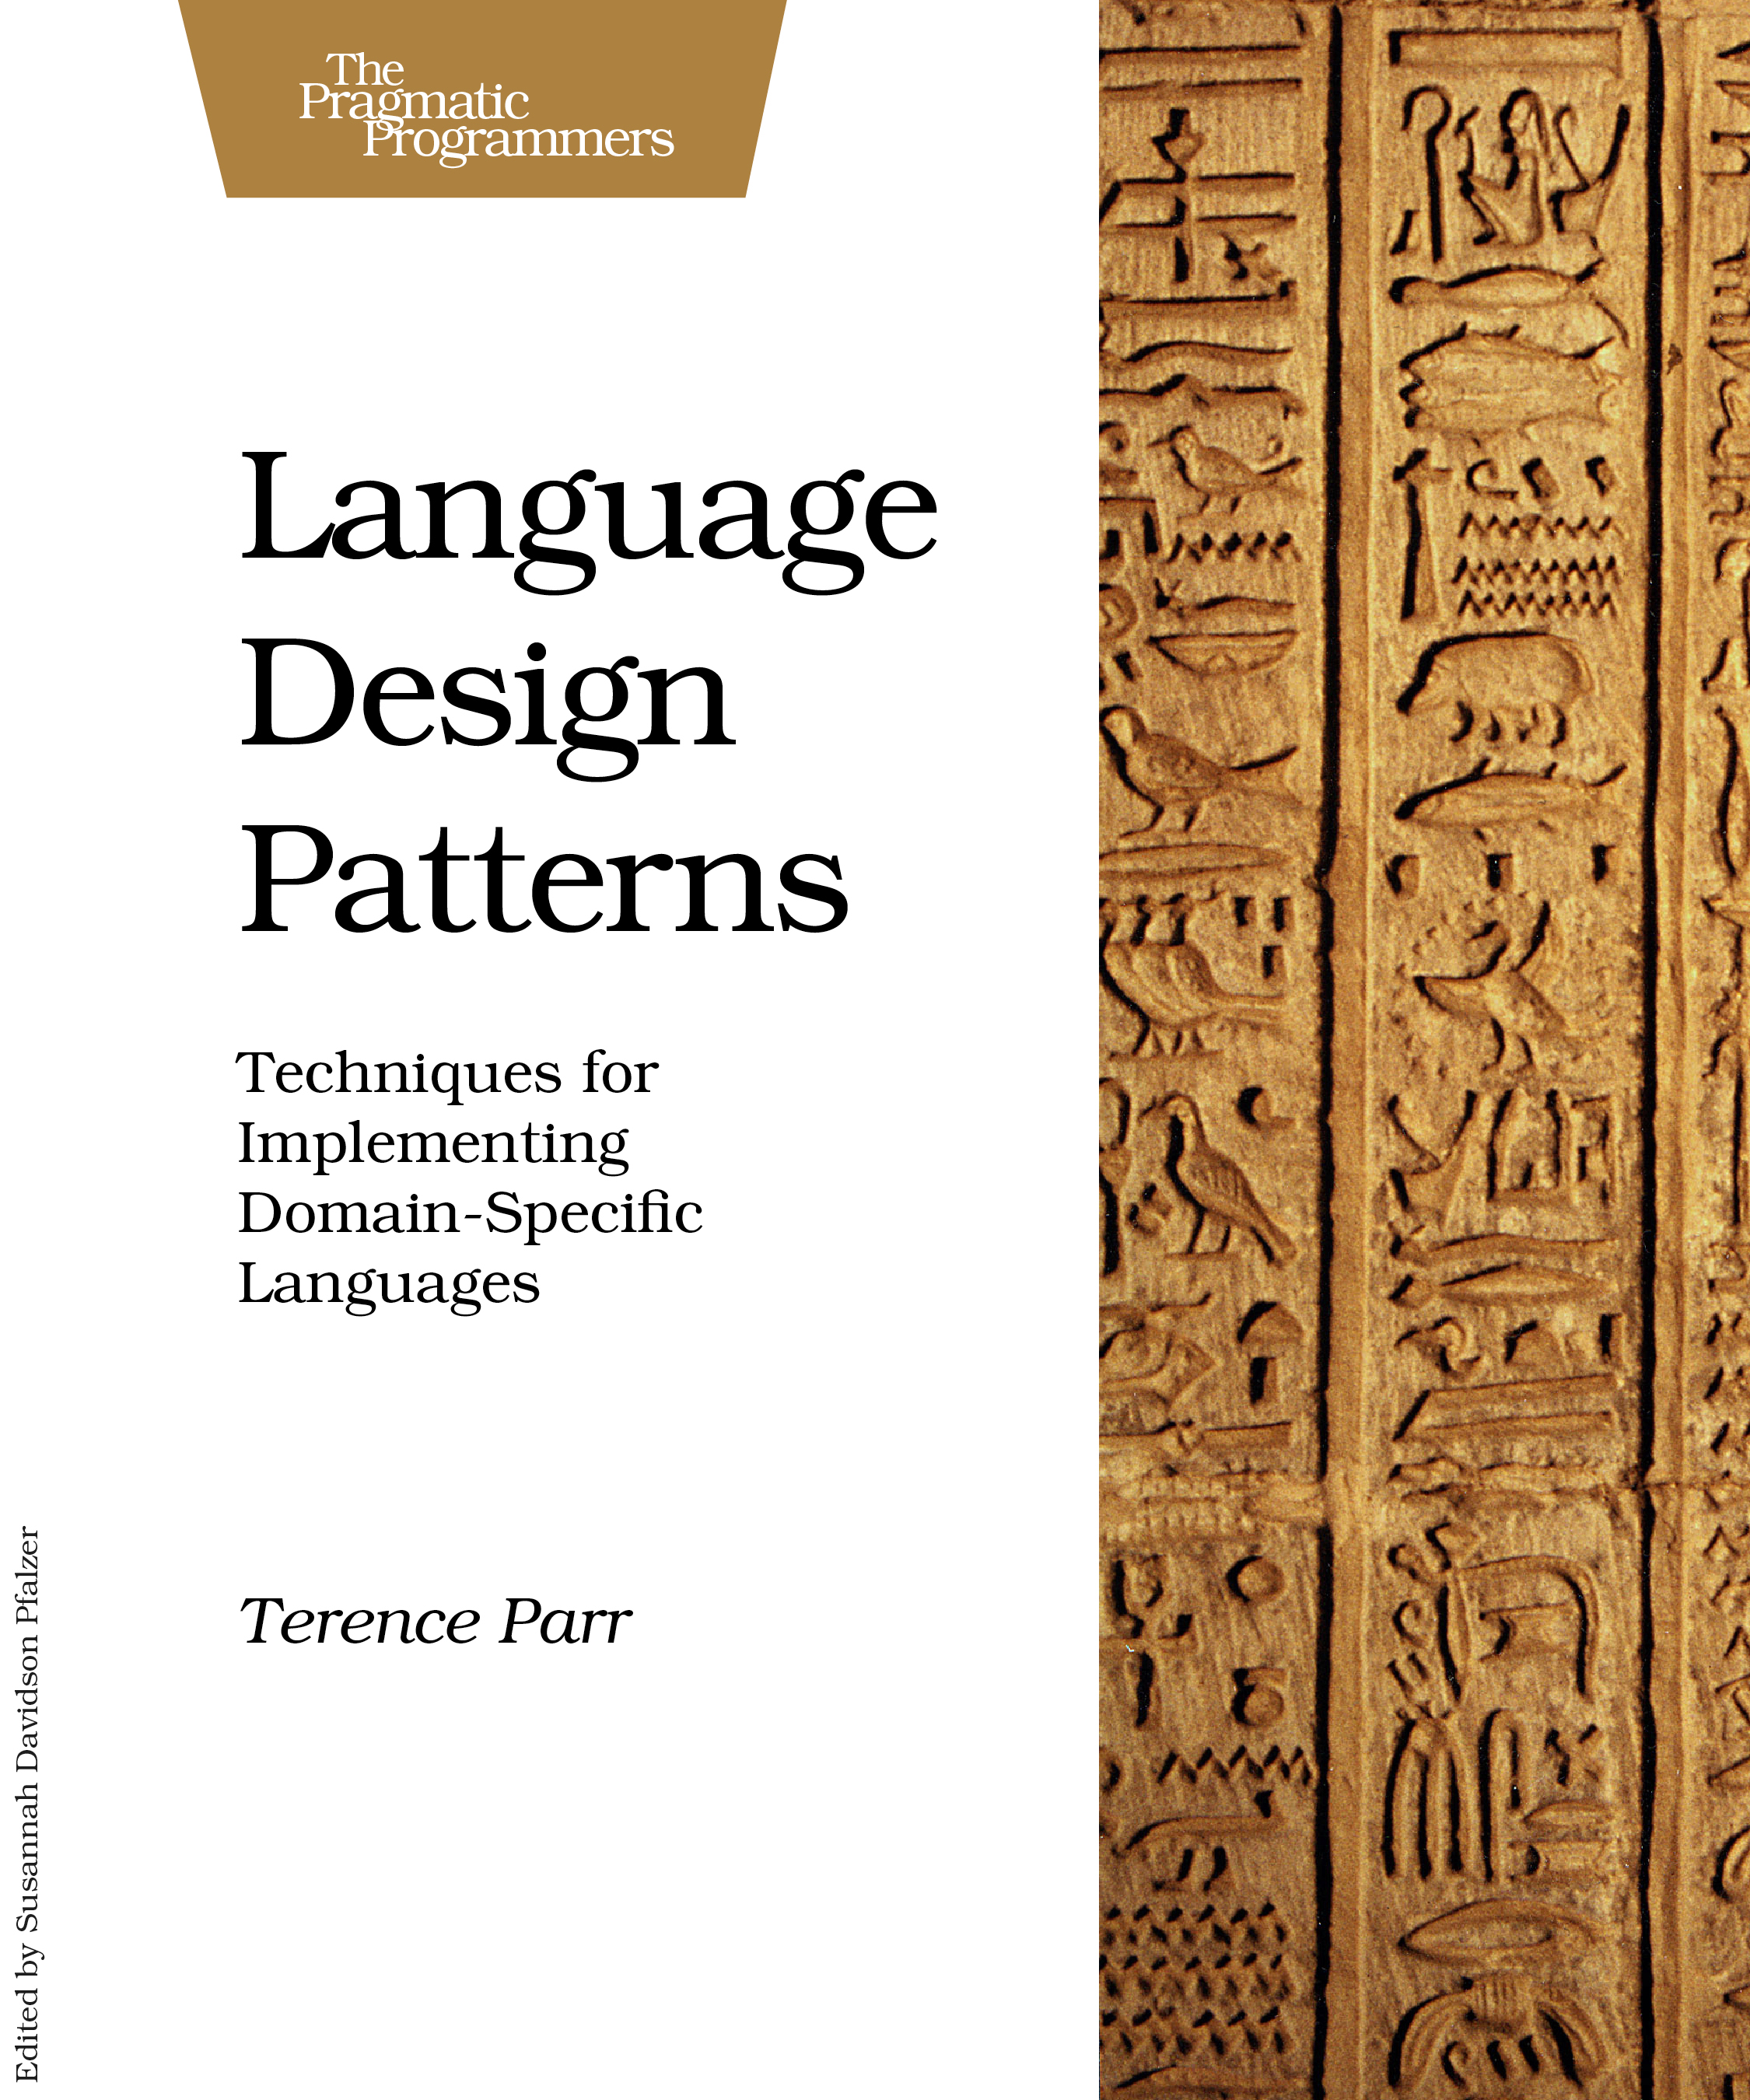 The
Pragmatic
Programmers
Language
Design
Patterns
Techniques for
Implementing
Domain-Specific
Languages
Terence Parr
Edited by Susannah Davidson Pfalzer